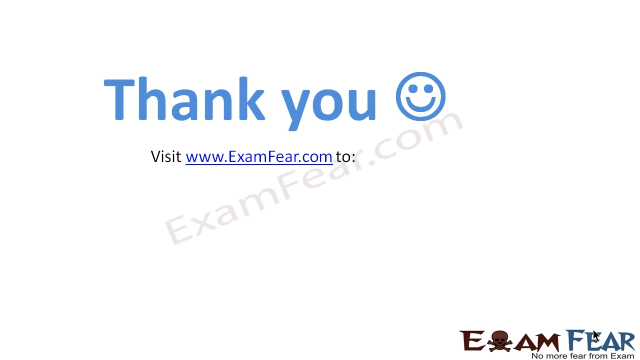 Thank you ☺
Visit www.ExamFear.com to:
ExamFear.com
EXAM FEAR
No more fear from Exam